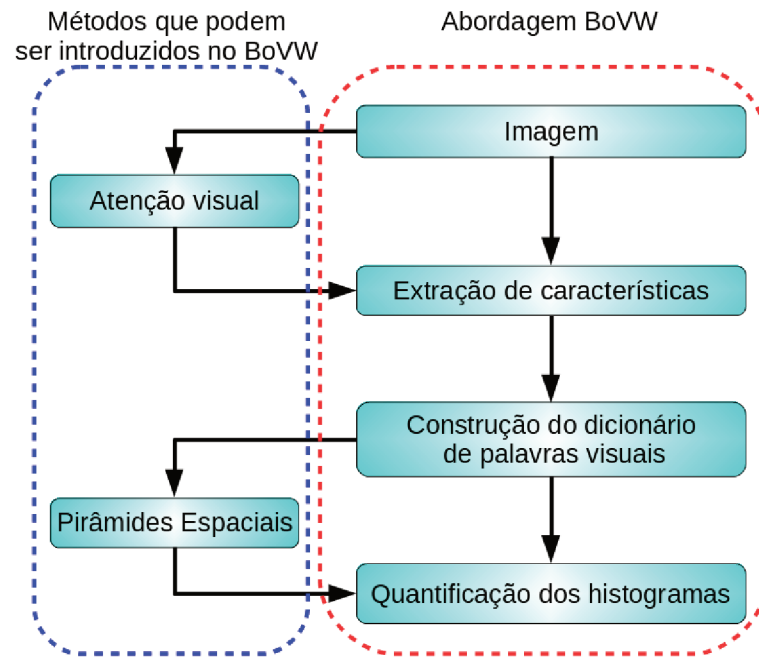 Métodos que podem
ser introduzidos no BoVW
Abordagem BoVW
Imagem
Atenção visual
Extração de características
Construção do dicionário
de palavras visuais
Pirâmides Espaciais
Quantificação dos histogramas